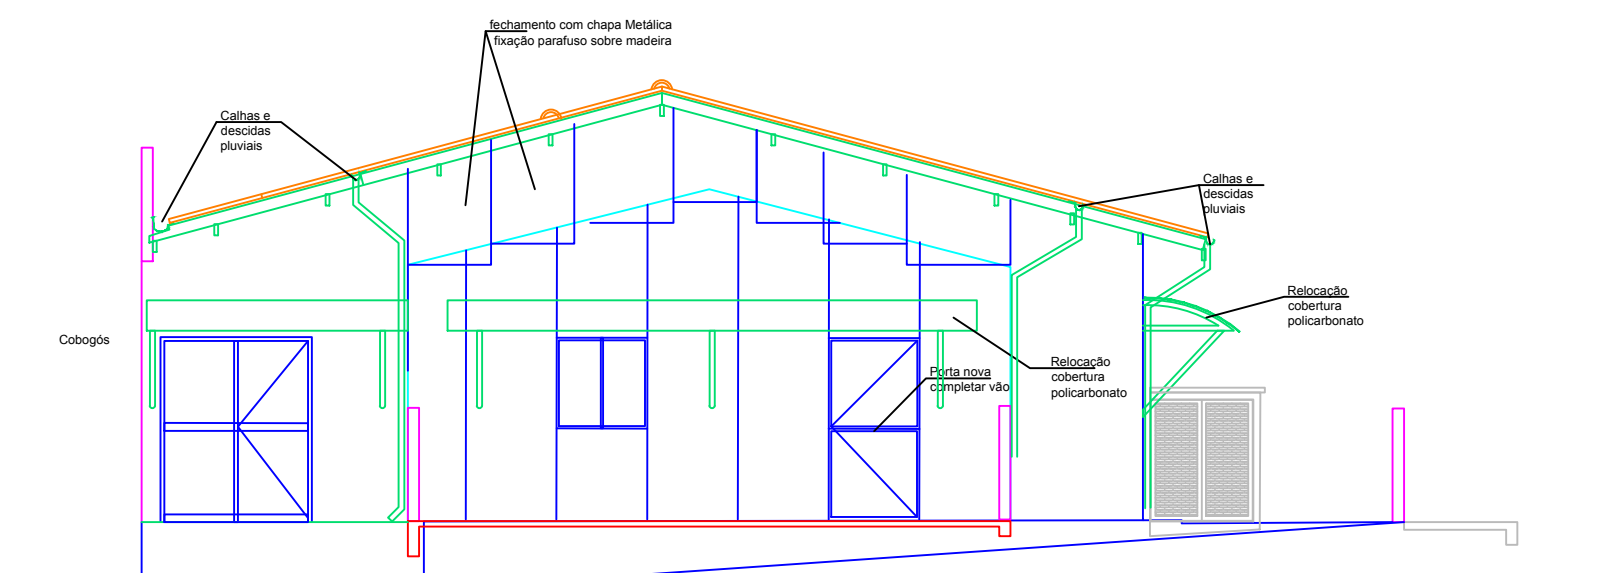 fechamento com chapa Metálica
fixação parafuso sobre madeira
Calhas e
descidas
pluviais
Calhas e
descidas
pluviais
Relocação
cobertura
policarbonato
Cobogós
Porta nova
completar vão
Relocação
cobertura
policarbonato